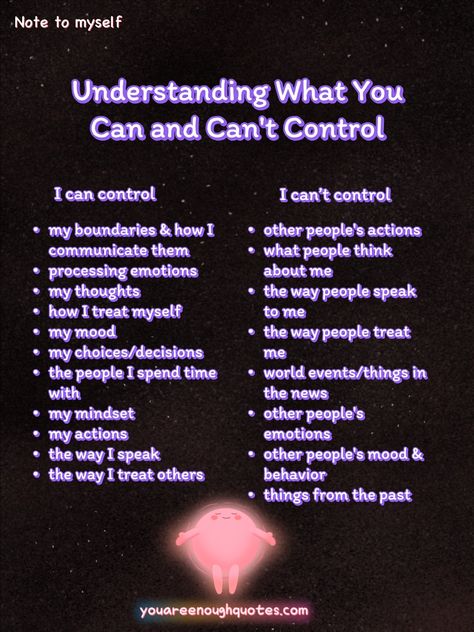 Note to myself
Understanding What You
Can and Can't Control
I can control
• my boundaries & how I
communicate them
• processing emotions
• my thoughts
• how I treat myself
• my mood
• my choices/decisions
• the people I spend time
with
• my mindset
• my actions
• the way I speak
• the way I treat others
I can't control
• other people's actions
• what people think
about me
• the way people speak
to me
• the way people treat
me
• world events/things in
the news
• other people's
emotions
• other people's mood &
behavior
• things from the past
youareenoughquotes.com